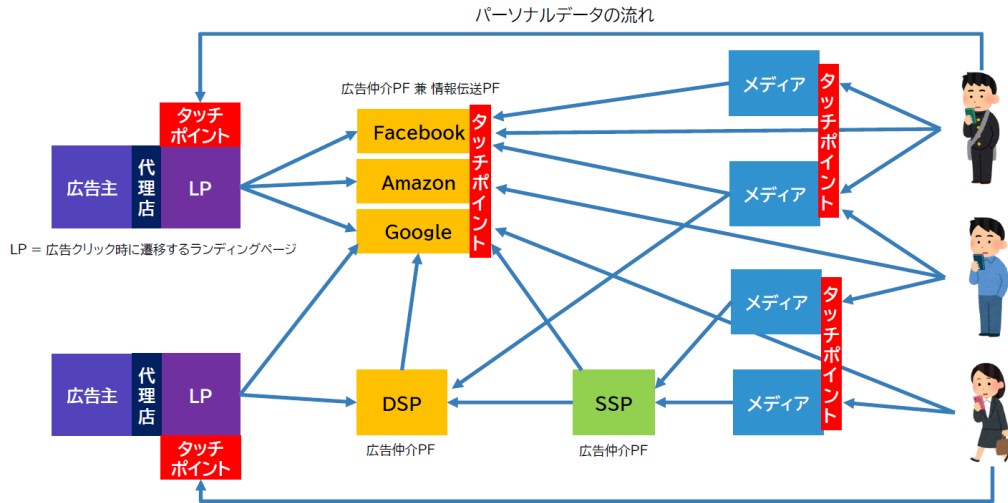 パーソナルデータの流れ
広告仲介PF 兼 情報伝送PF
タッチ
ポイント
広告主
代理店
LP
LP = 広告クリック時に遷移するランディングページ
Facebook
Amazon
Google
タッチポイント
メディア
メディア
タッチポイント
メディア
メディア
タッチポイント
広告主
代理店
LP
タッチ
ポイント
DSP
広告仲介PF
SSP
広告仲介PF